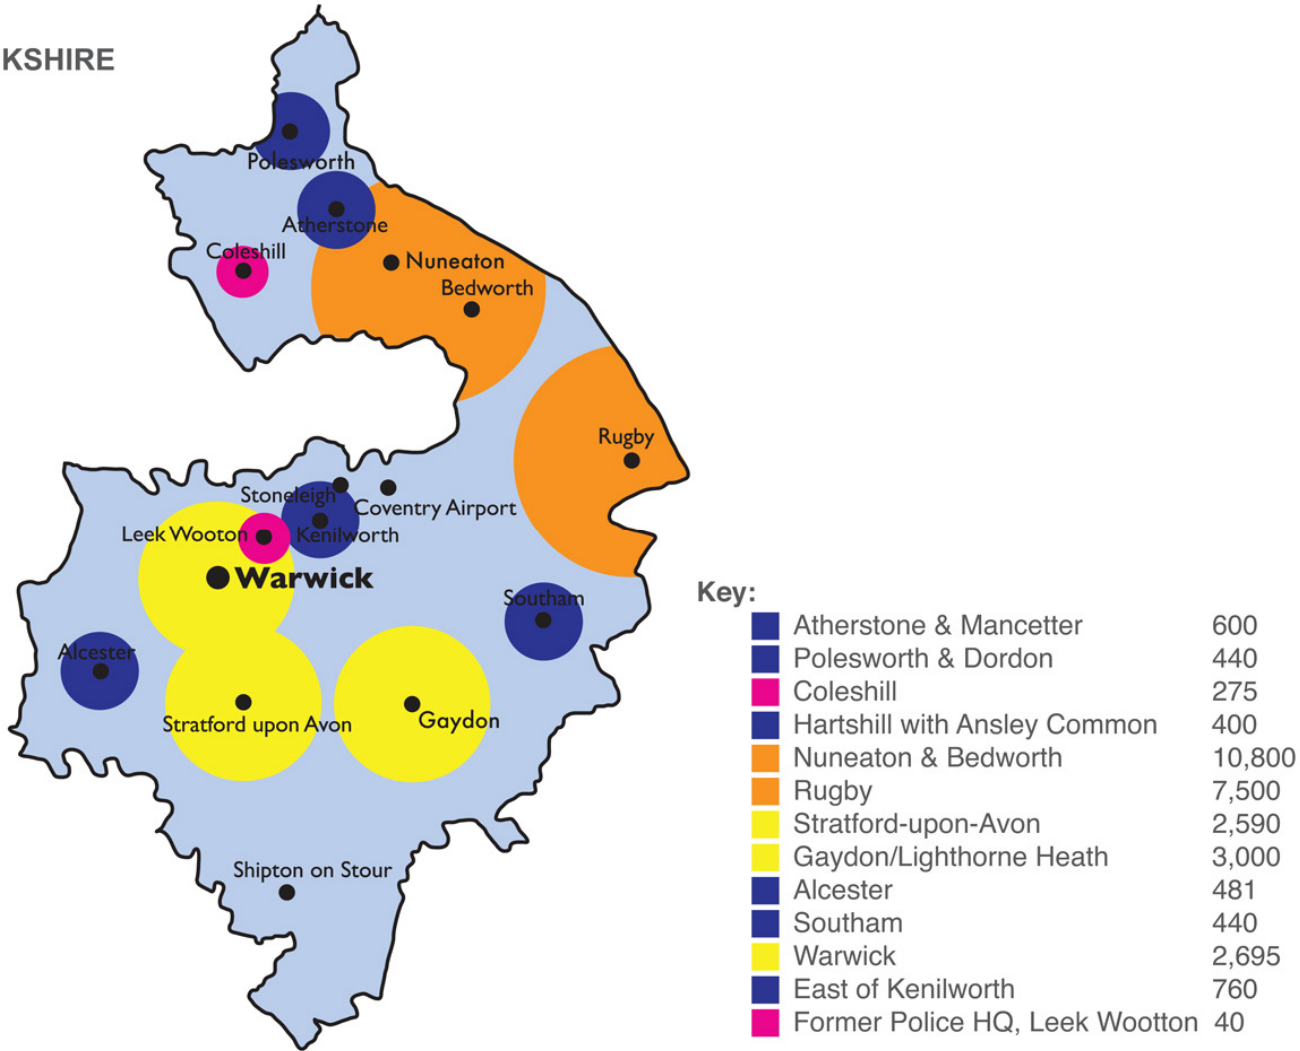 KSHIRE
Polesworth
Atherstone
Coleshill
Nuneaton
Bedworth
Rugby
Stoneleigh
Coventry Airport
Leek Wooton
Kenilworth
Warwick
Southam
Alcester
Stratford upon Avon
Gaydon
Shipton on Stour
Key:
Atherstone & Mancetter 600
Polesworth & Dordon 440
Coleshill 275
Hartshill with Ansley Common 400
Nuneaton & Bedworth 10,800
Rugby 7,500
Stratford-upon-Avon 2,590
Gaydon/Lighthorne Heath 3,000
Alcester 481
Southam 440
Warwick 2,695
East of Kenilworth 760
Former Police HQ, Leek Wootton 40